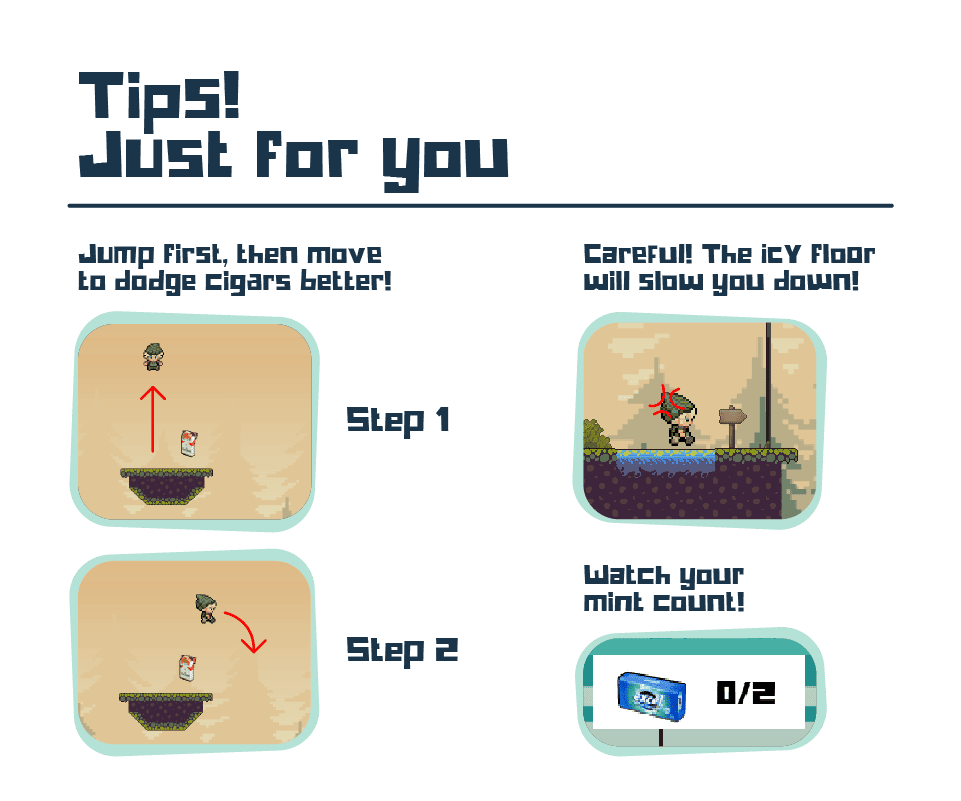 Tips!
Just for you
Jump first, then move
to dodge cigars better!
Step 1
Step 2
Careful! The icy floor
will slow you down!
Watch your
mint count!
0/2